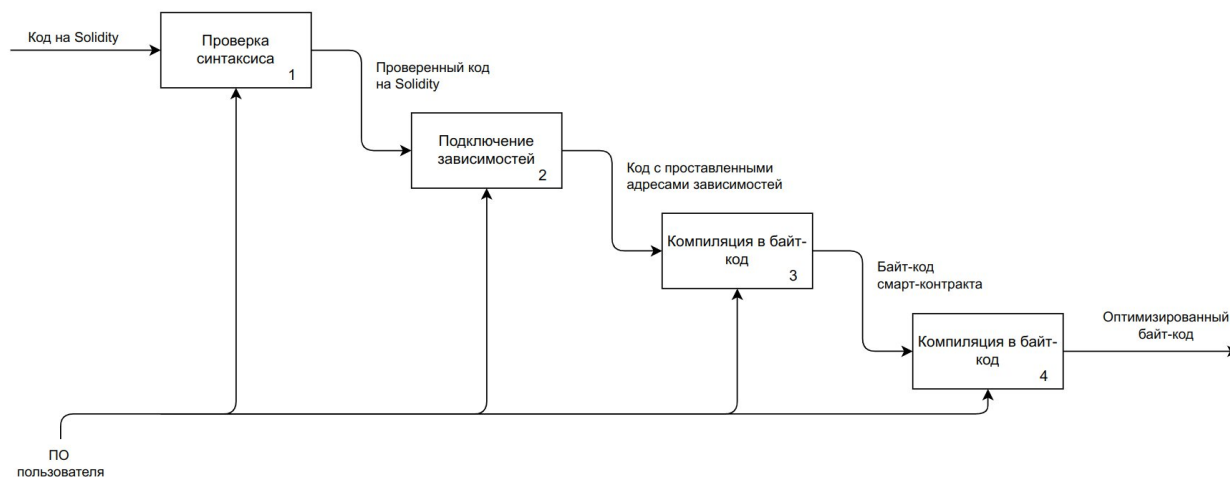 Код на Solidity
Проверка
синтаксиса
1
Проверенный код
на Solidity
Подключение
зависимостей
2
Код с проставленными
адресами зависимостей
Компиляция в байт-
код
3
Байт-код
смарт-контракта
Компиляция в байт-
код
4
Оптимизированный
байт-код
ПО
пользователя